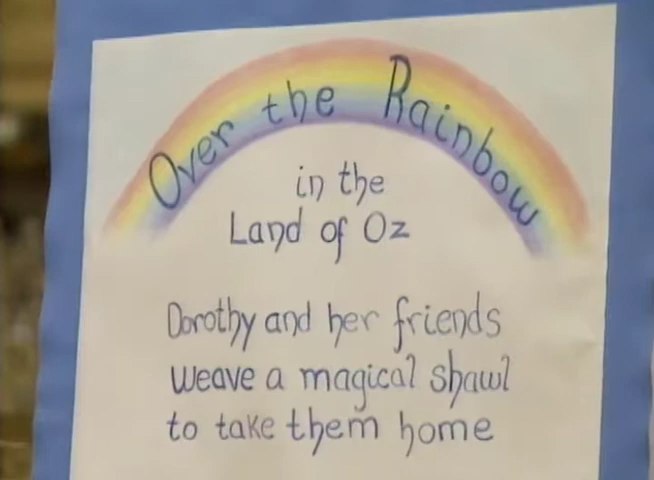 Over the Rainbow
in the
Land of Oz
Dorothy and her friends
weave a magical shawl
to take them home